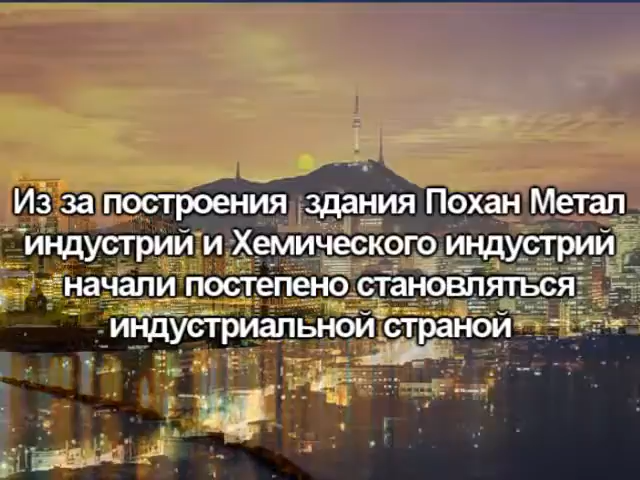 Из за построения здания Похан Метал
индустрий и Хемического индустрий
начали постепено становляться
индустриальной страной